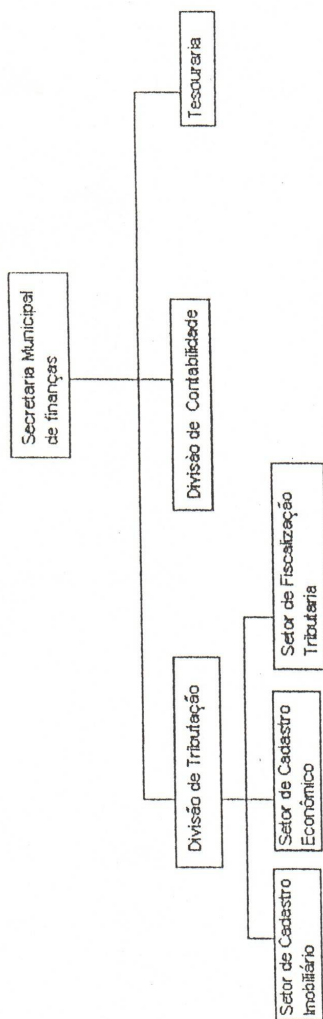 Secretaria Municipal
de finanças
Divisão de Tributação
Divisão de Contabilidade
Tesouraria
Setor de Cadastro
Imobiliário
Setor de Cadastro
Econômico
Setor de Fiscalização
Tributaria